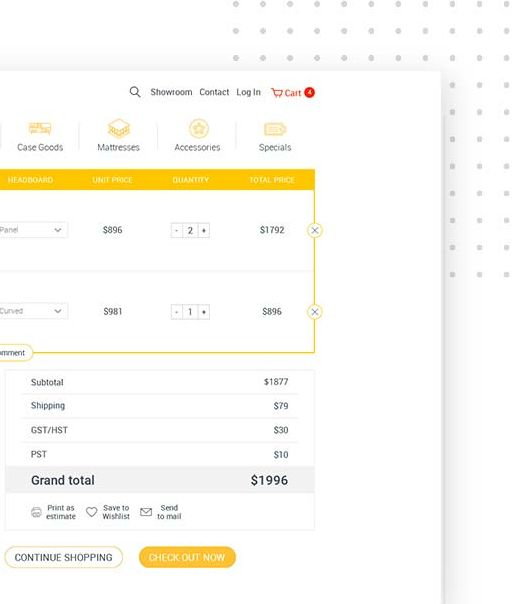 Showroom Contact Log In Cart 4
Case Goods Mattresses Accessories Specials
HEADBOARD UNIT PRICE QUANTITY TOTAL PRICE
Panel $896 - 2 + $1792
Curved $981 - 1 + $896
omment
Subtotal $1877
Shipping $79
GST/HST $30
PST $10
Grand total $1996
Print as Save to Send
estimate Wishlist to mail
CONTINUE SHOPPING CHECK OUT NOW